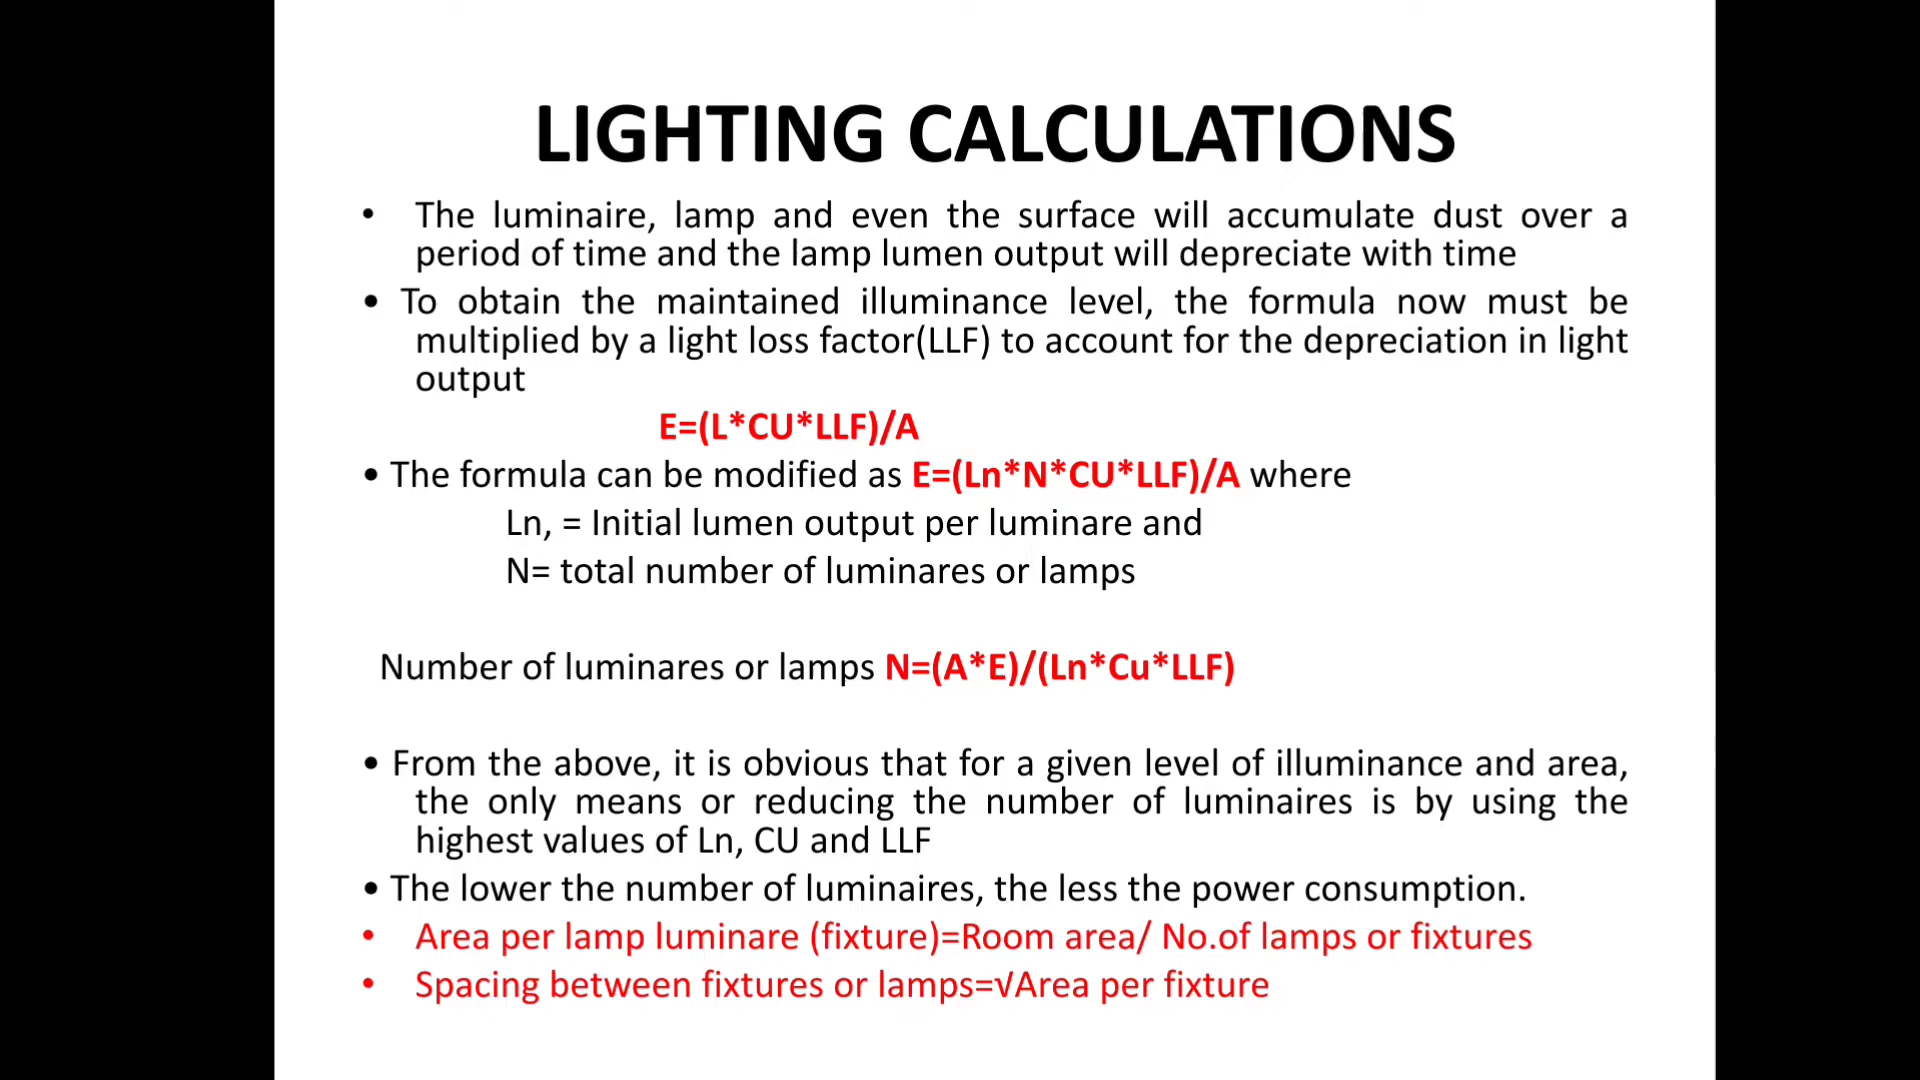 LIGHTING CALCULATIONS
• The luminaire, lamp and even the surface will accumulate dust over a
period of time and the lamp lumen output will depreciate with time
• To obtain the maintained illuminance level, the formula now must be
multiplied by a light loss factor(LLF) to account for the depreciation in light
output
E=(L*CU*LLF)/A
• The formula can be modified as E=(Ln*N*CU*LLF)/A where
Ln, = Initial lumen output per luminare and
N= total number of luminares or lamps
Number of luminares or lamps N=(A*E)/(Ln*Cu*LLF)
• From the above, it is obvious that for a given level of illuminance and area,
the only means or reducing the number of luminaires is by using the
highest values of Ln, CU and LLF
• The lower the number of luminaires, the less the power consumption.
• Area per lamp luminare (fixture)=Room area/ No.of lamps or fixtures
• Spacing between fixtures or lamps=√Area per fixture